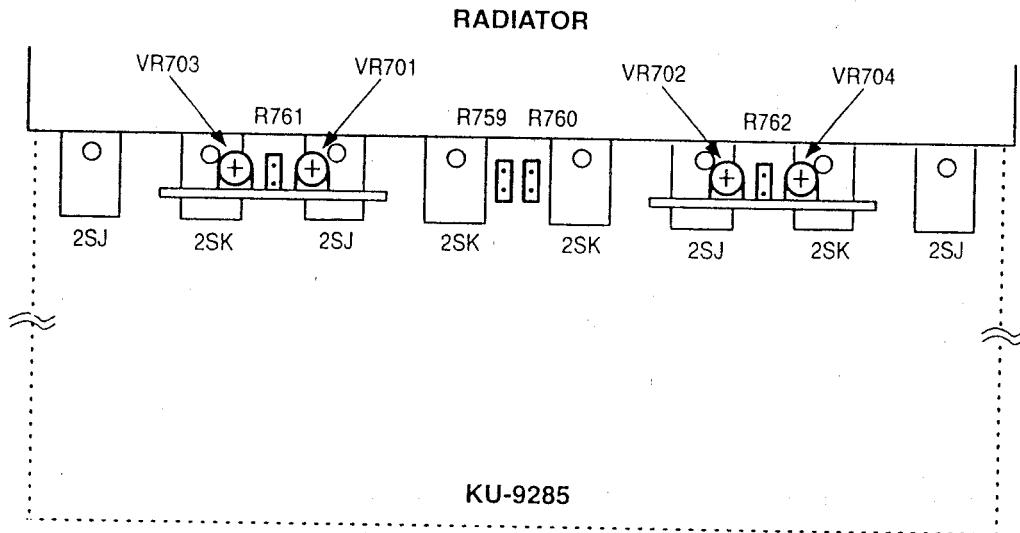 RADIATOR
VR703 VR701 VR702 VR704
R761 R759 R760 R762
2SJ 2SK 2SJ 2SK 2SK 2SJ 2SK 2SJ
KU-9285